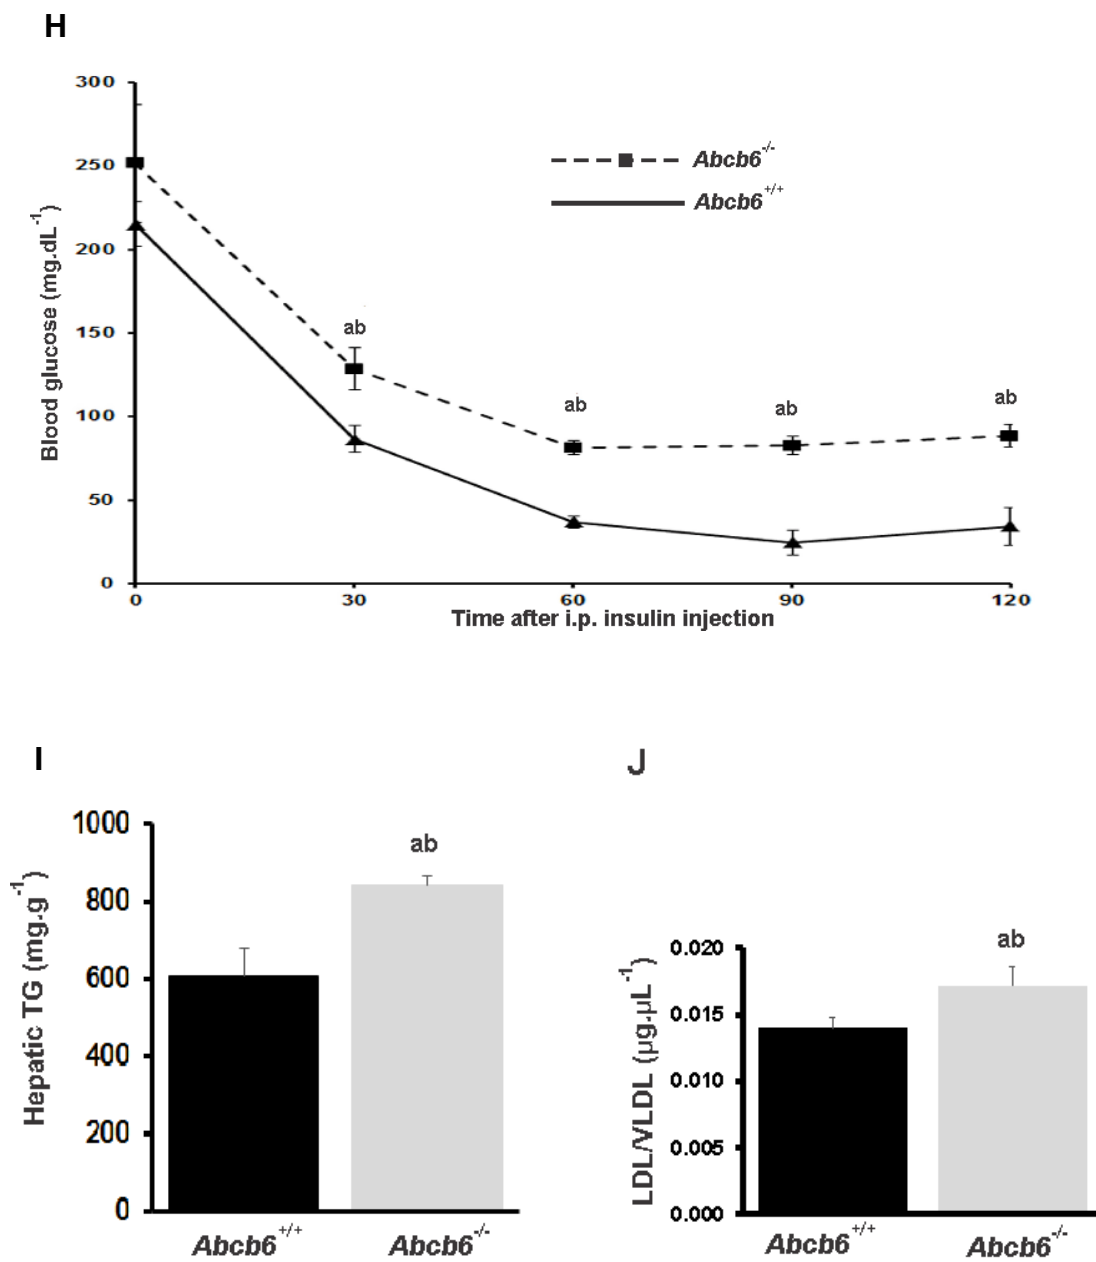 H
300
250
200
150
100
50
0
Blood glucose (mg.dL⁻¹)
Abcb6⁻/⁻
Abcb6⁺/⁺
ab
ab
ab
ab
0 30 60 90 120
Time after i.p. insulin injection
I
1000
800
600
400
200
0
Hepatic TG (mg.g⁻¹)
ab
Abcb6⁺/⁺ Abcb6⁻/⁻
J
0.020
0.015
0.010
0.005
0.000
LDL/VLDL (µg.µL⁻¹)
ab
Abcb6⁺/⁺ Abcb6⁻/⁻